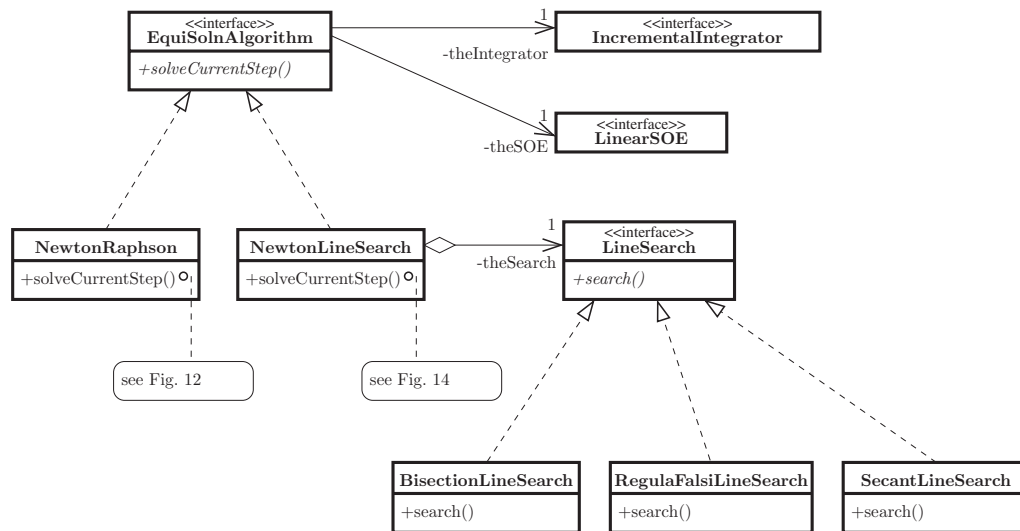 <<interface>>
EquiSolnAlgorithm
+solveCurrentStep()
1
-theIntegrator
<<interface>>
IncrementalIntegrator
1
-theSOE
<<interface>>
LinearSOE
NewtonRaphson
+solveCurrentStep()
NewtonLineSearch
+solveCurrentStep()
1
-theSearch
<<interface>>
LineSearch
+search()
see Fig. 12
see Fig. 14
BisectionLineSearch
+search()
RegulaFalsiLineSearch
+search()
SecantLineSearch
+search()